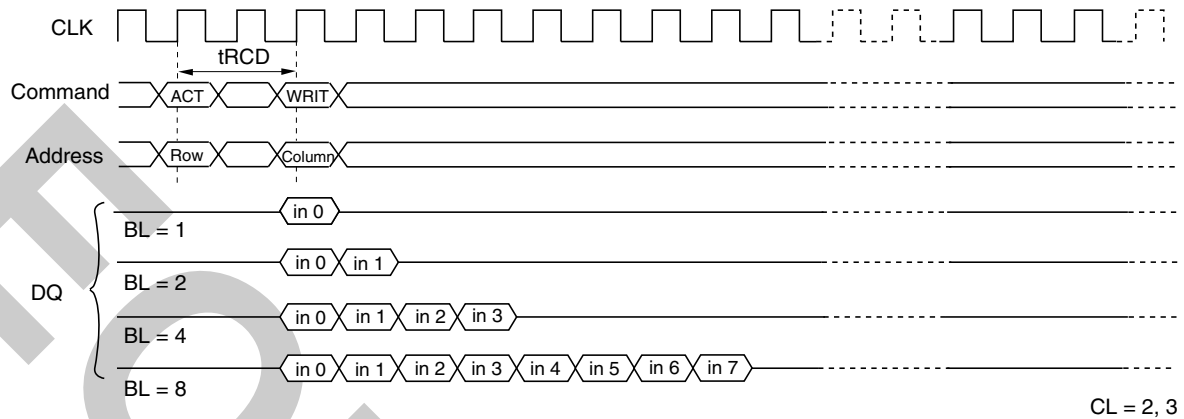 CLK
tRCD
Command ACT WRIT
Address Row Column
DQ
in 0
BL = 1
in 0 in 1
BL = 2
in 0 in 1 in 2 in 3
BL = 4
in 0 in 1 in 2 in 3 in 4 in 5 in 6 in 7
BL = 8
CL = 2, 3